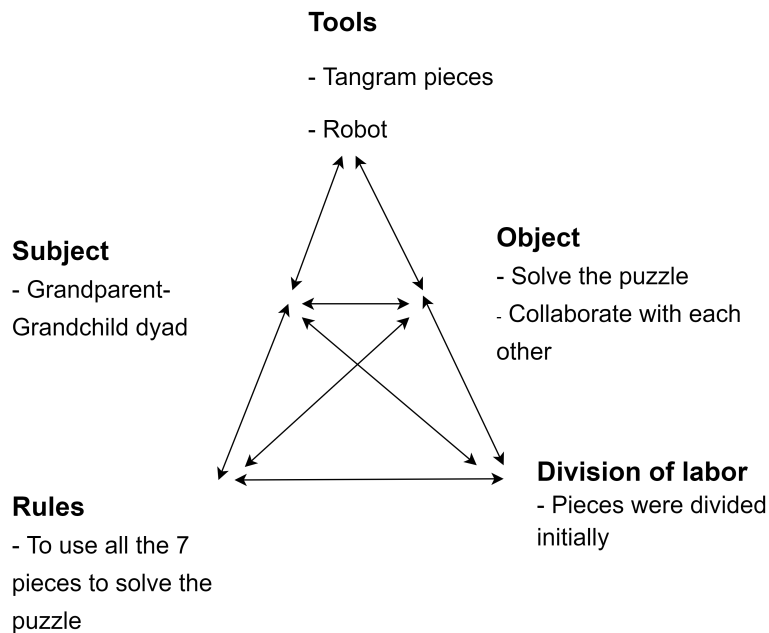 Tools
- Tangram pieces
- Robot
Subject
- Grandparent-
Grandchild dyad
Object
- Solve the puzzle
- Collaborate with each
other
Rules
- To use all the 7
pieces to solve the
puzzle
Division of labor
- Pieces were divided
initially